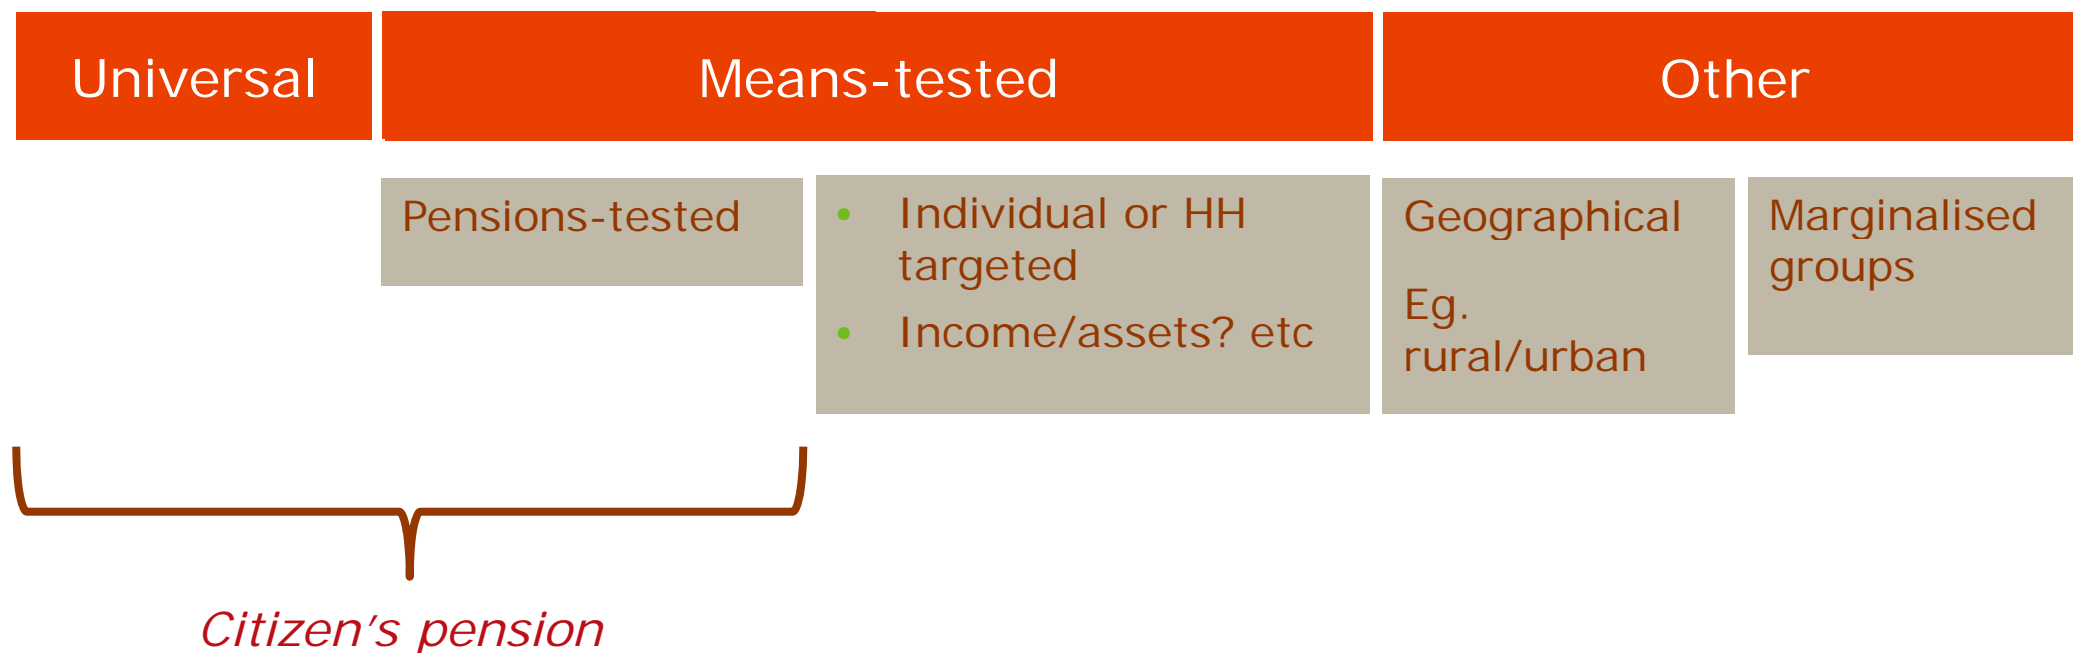 Universal
Means-tested
Other
Pensions-tested
• Individual or HH
targeted
• Income/assets? etc
Geographical
Eg.
rural/urban
Marginalised
groups
Citizen's pension